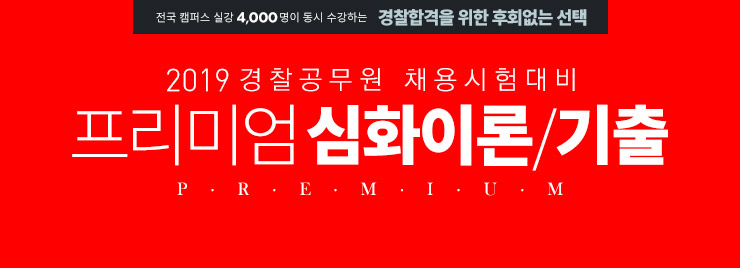 전국 캠퍼스 실강 4,000명이 동시 수강하는 경찰합격을 위한 후회없는 선택
2019 경찰공무원 채용시험대비
프리미엄 심화이론/기출
P·R·E·M·I·U·M